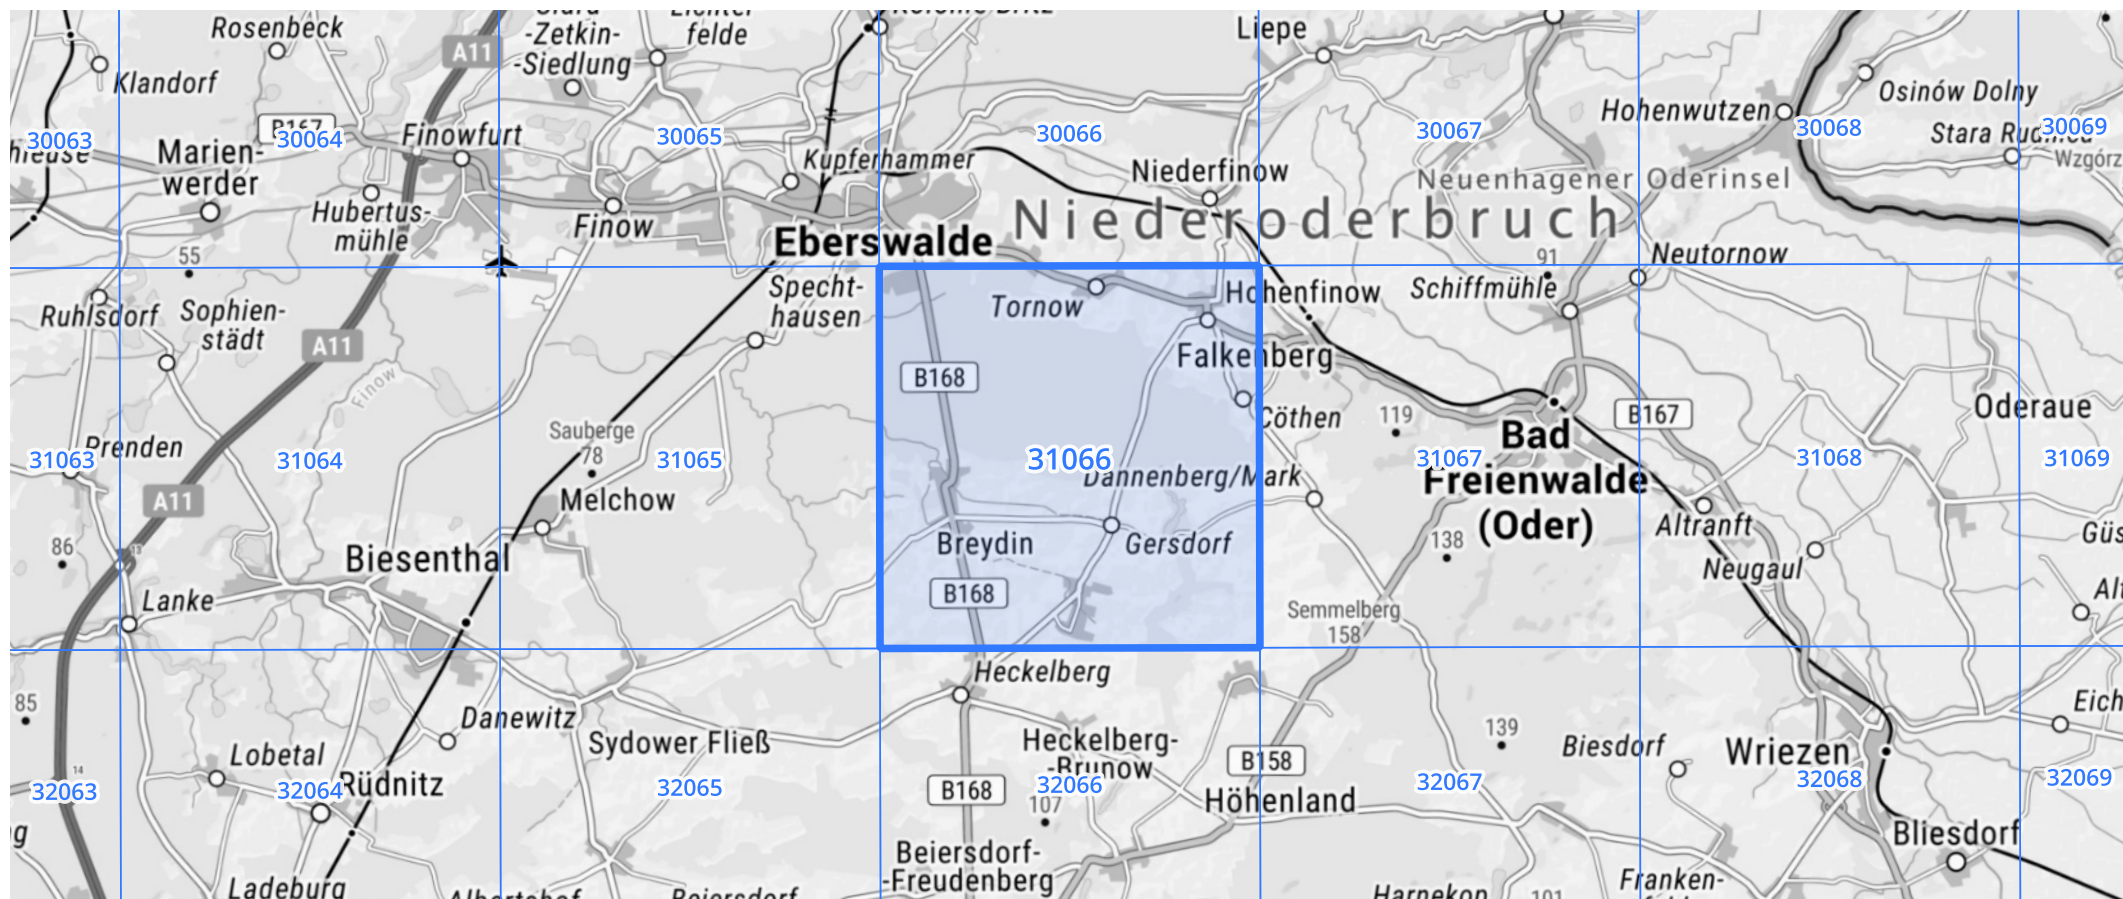 Rosenbeck
A11
-Zetkin-
-Siedlung
felde
Liepe
Klandorf
Osinów Dolny
Hohenwutzen
B167
Finowfurt
30063
30064
30065
30066
30067
30068
30069
Marien-
werder
Kupferhammer
Niederfinow
Neuenhagener Oderinsel
Hubertus-
mühle
Finow
Eberswalde
Niederoderbruch
55
91
Neutornow
Ruhlsdorf
Sophien-
städt
Specht-
hausen
Tornow
Hohenfinow
Schiffmühle
A11
Falkenberg
B168
Finow
Cöthen
119
B167
Oderaue
Sauberge
78
Bad
Freienwalde
(Oder)
Prenden
31063
31064
31065
31066
31067
31068
31069
Dannenberg/Mark
A11
Melchow
Altranft
86
13
Biesenthal
Breydin
Gersdorf
138
Neugaul
Lanke
B168
Semmelberg
158
Heckelberg
85
Danewitz
Sydower Fließ
Heckelberg-
-Brunow
139
Biesdorf
Wriezen
Lobetal
B158
14
32063
32064
Rüdnitz
32065
B168
32066
107
Höhenland
32067
32068
32069
Bliesdorf
Beiersdorf-
-Freudenberg
Ladeburg
Franken-